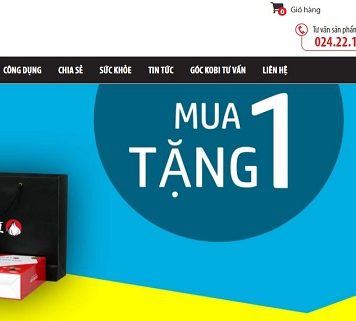 0 Giỏ hàng
Tư vấn sản phẩm
024.22.1
CÔNG DỤNG CHIA SẺ SỨC KHỎE TIN TỨC GÓC KOBI TƯ VẤN LIÊN HỆ
MUA 1
TẶNG